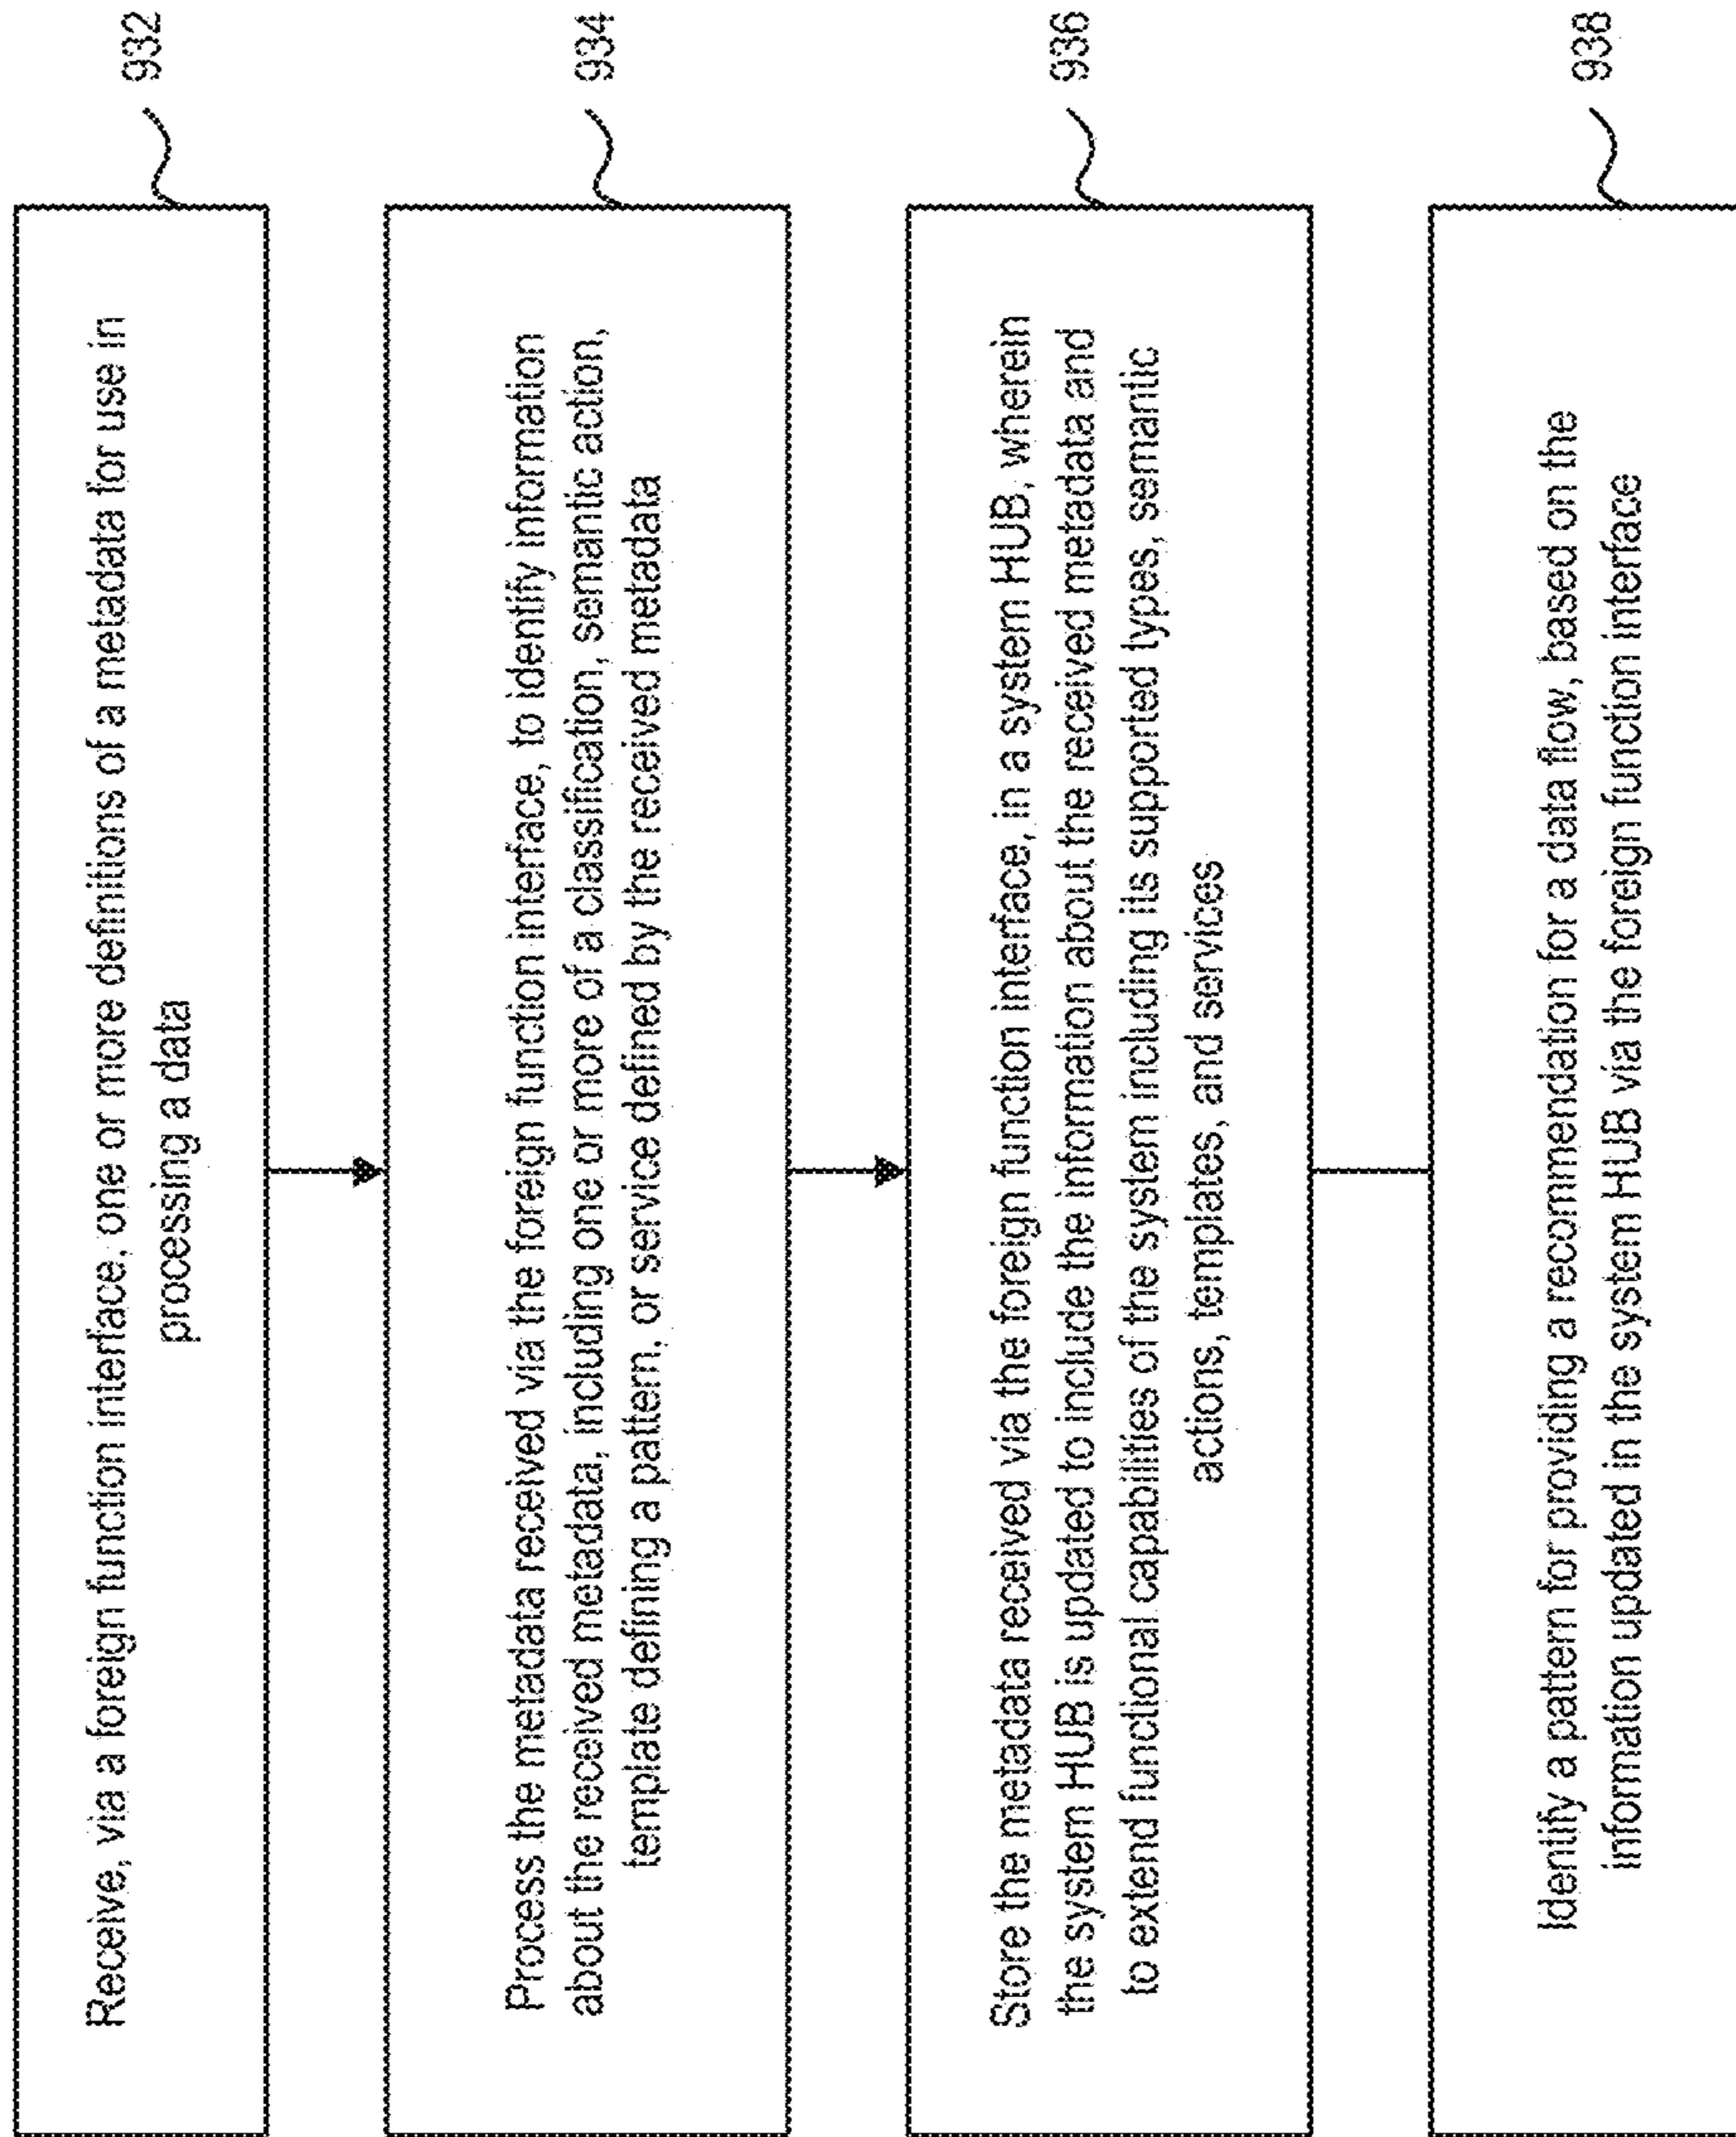 Receive, via a foreign function interface, one or more definitions of a metadata for use in
processing a data
932
Process the metadata received via the foreign function interface, to identify information
about the received metadata, including one or more of a classification, semantic action,
template defining a pattern, or service defined by the received metadata
934
Store the metadata received via the foreign function interface, in a system HUB, wherein
the system HUB is updated to include the information about the received metadata and
to extend functional capabilities of the system including its supported types, semantic
actions, templates, and services
936
Identify a pattern for providing a recommendation for a data flow, based on the
information updated in the system HUB via the foreign function interface
938